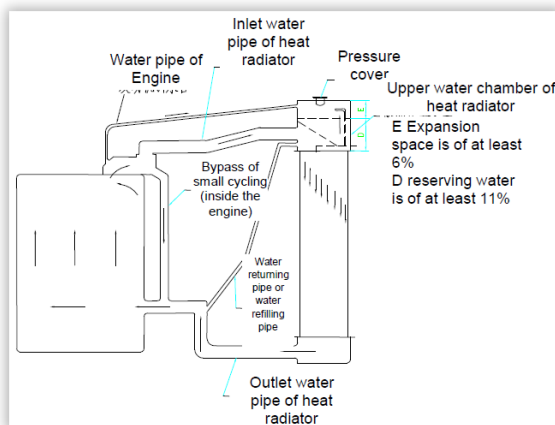 Inlet water
pipe of heat
radiator
Water pipe of
Engine
Pressure
cover
Upper water chamber of
heat radiator
E
D
E Expansion
space is of at least
6%
D reserving water
is of at least 11%
Bypass of
small cycling
(inside the
engine)
Water
returning
pipe or
water
refilling
pipe
Outlet water
pipe of heat
radiator